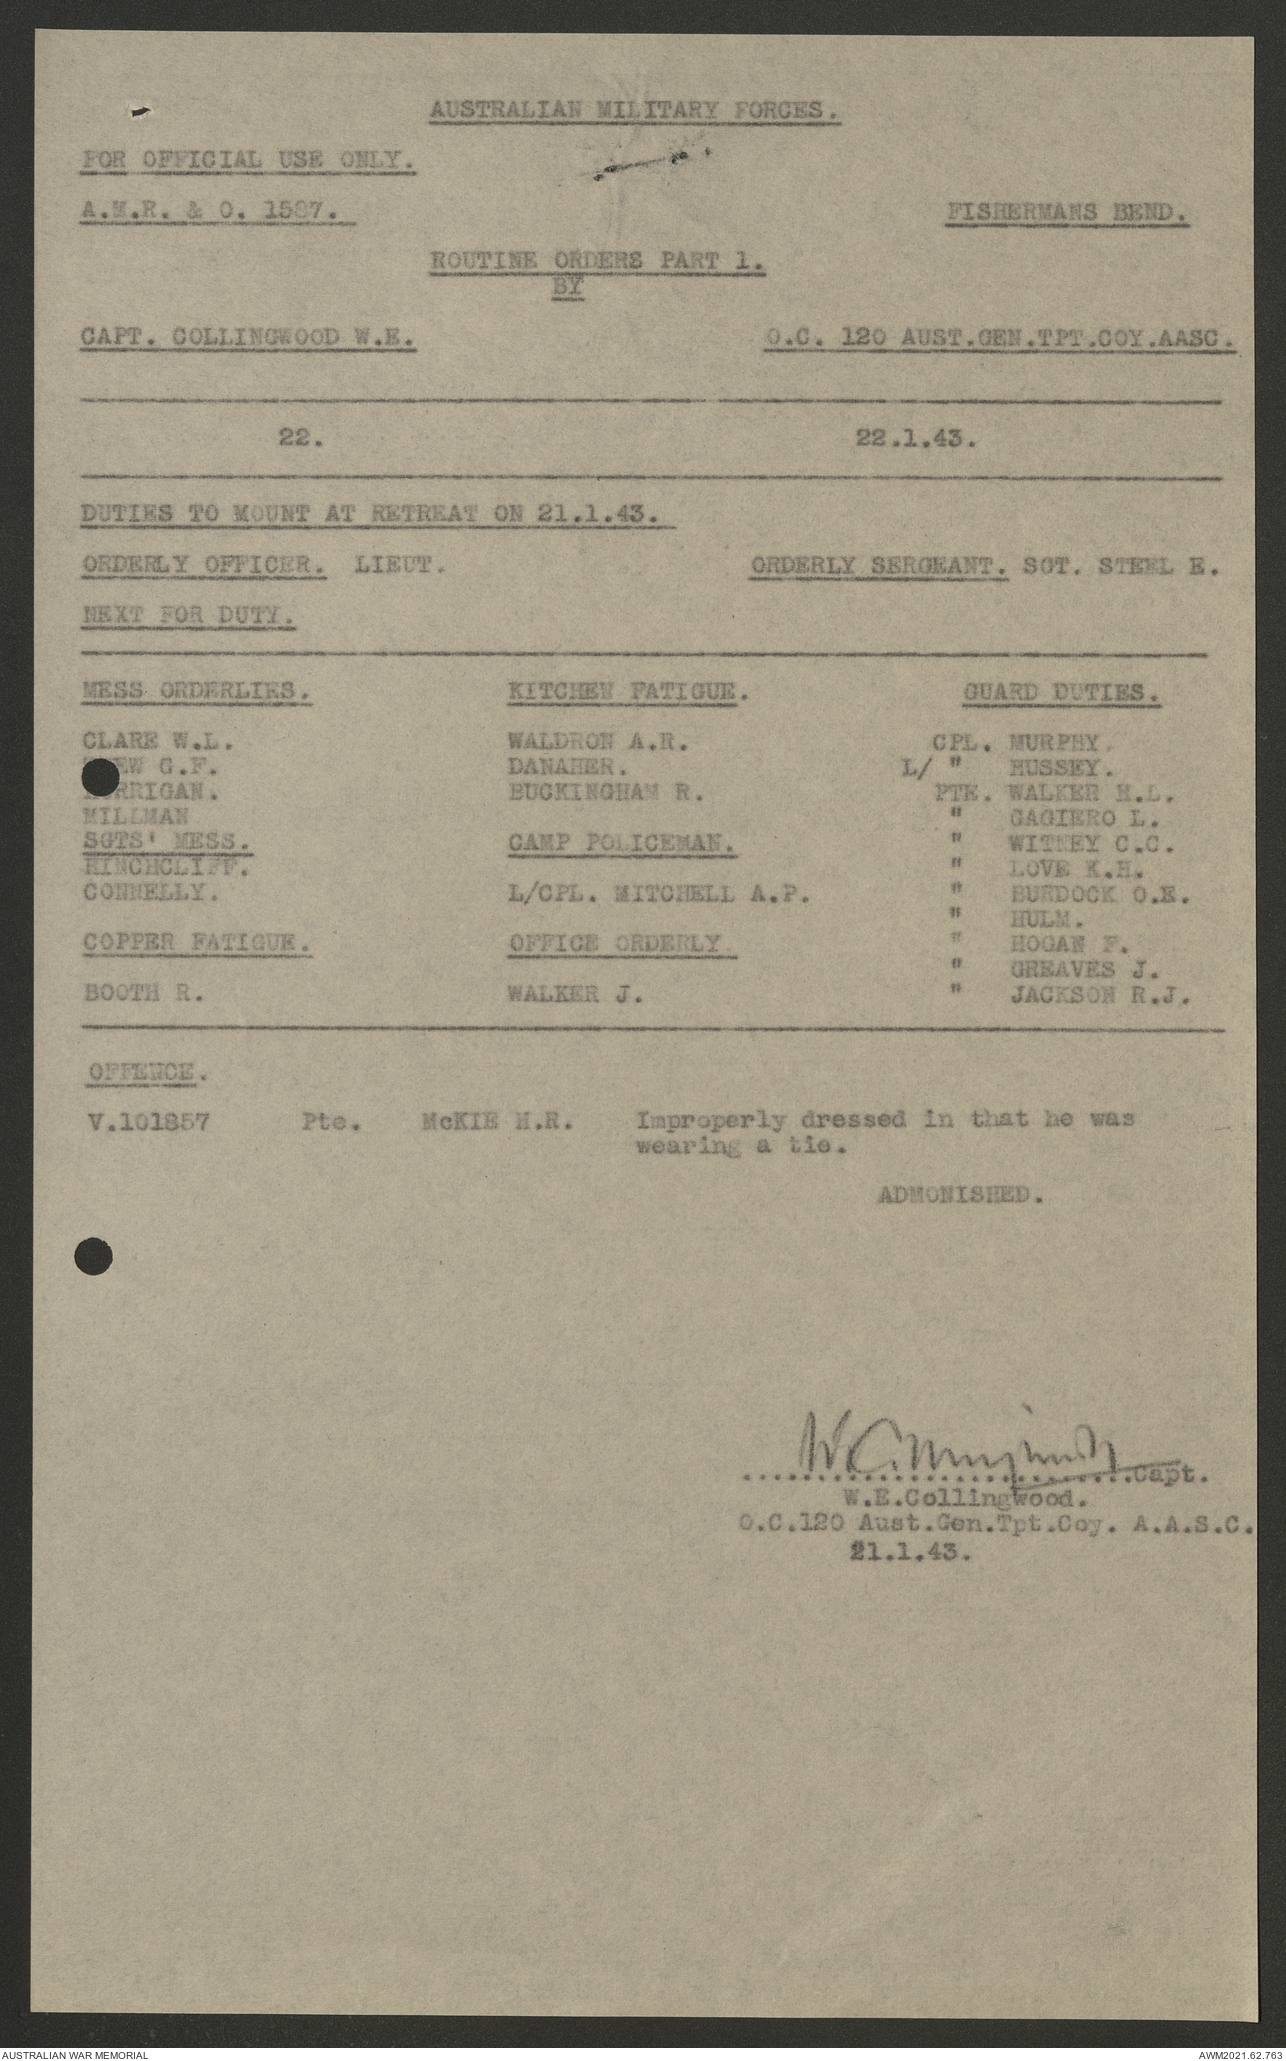 AUSTRALIAN MILITARY FORCES.
FOR OFFICIAL USE ONLY.
A.M.R. & O. 1587. FISHERMANS BEND.
ROUTINE ORDERS PART 1.
BY
CAPT. COLLINGWOOD W.E. O.C. 120 AUST.GEN.TPT.COY.AASC.
22. 22.1.43.
DUTIES TO MOUNT AT RETREAT ON 21.1.43.
ORDERLY OFFICER. LIEUT. ORDERLY SERGEANT. SGT. STEEL E.
NEXT FOR DUTY.
MESS ORDERLIES. KITCHEN FATIGUE. GUARD DUTIES.
CLARE W.L. WALDRON A.R. CPL. MURPHY.
G.F. DANAHER. L/ " HUSSEY.
BUCKINGHAM R. PTE. WALKER H.L.
MILLMAN " GAGIERO L.
SGTS' MESS. CAMP POLICEMAN. " WITNEY C.C.
HINCHCLIFF. " LOVE K.H.
CONNELLY. L/CPL. MITCHELL A.P. " BURDOCK O.E.
" HULM.
COPPER FATIGUE. OFFICE ORDERLY " HOGAN F.
" GREAVES J.
BOOTH R. WALKER J. " JACKSON R.J.
OFFENCE.
V.101857 Pte. McKIE M.R. Improperly dressed in that he was
wearing a tie.
ADMONISHED.
Capt.
W.E.Collingwood.
O.C.120 Aust.Gen.Tpt.Coy. A.A.S.C.
21.1.43.
AUSTRALIAN WAR MEMORIAL AWM2021.62.763